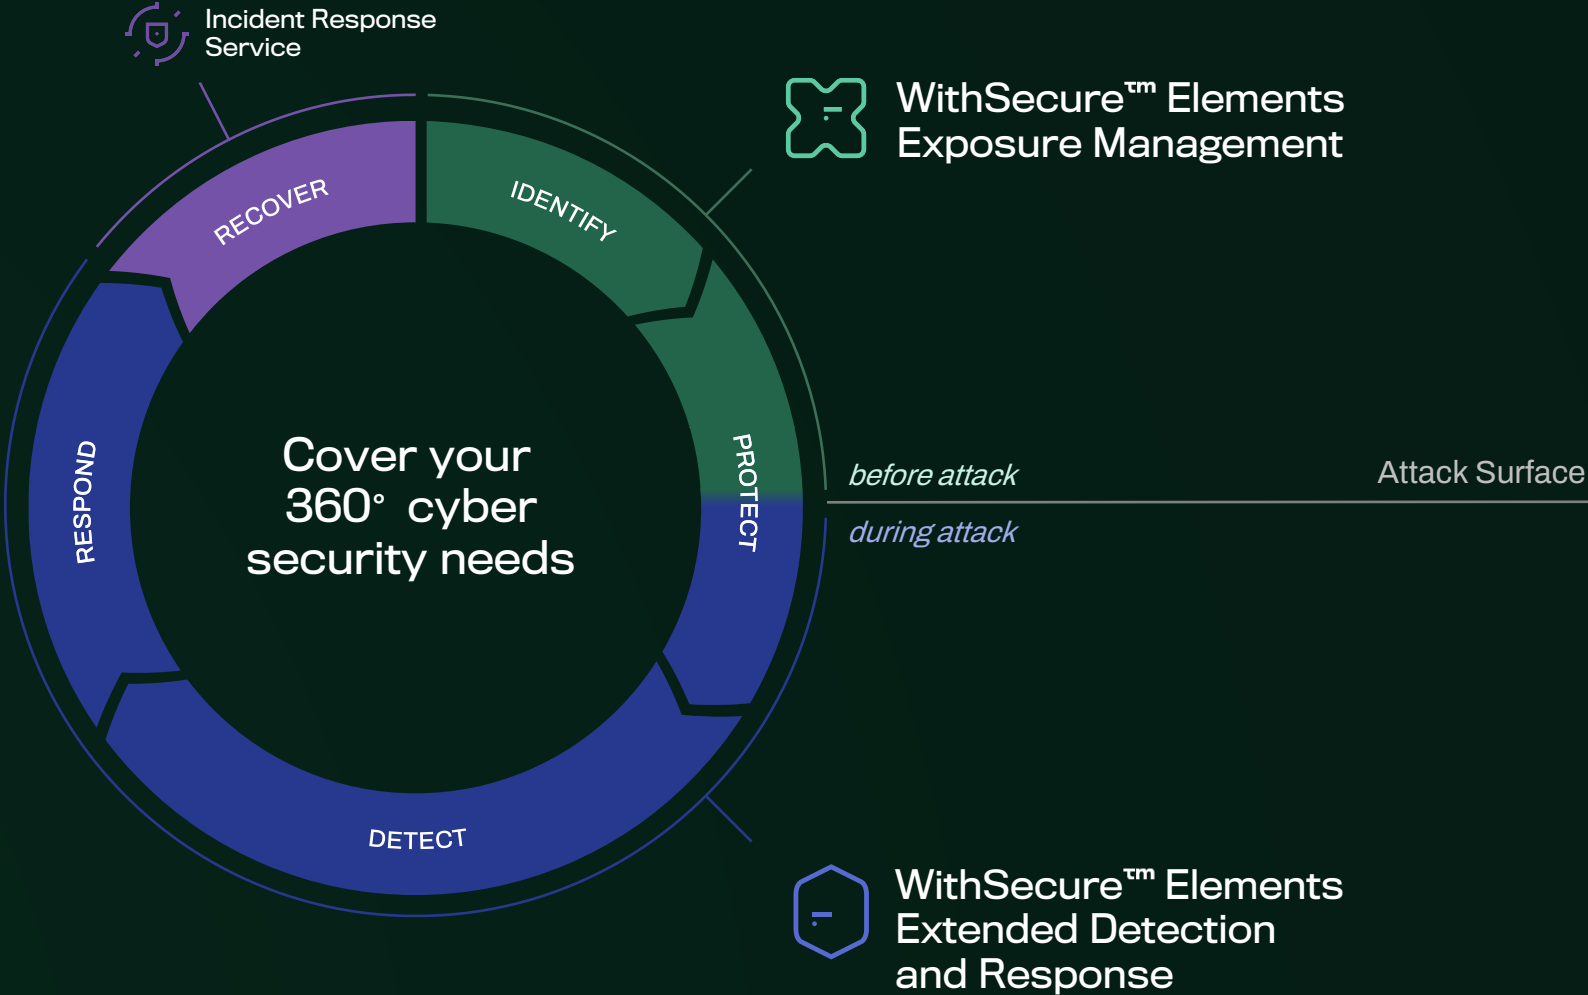 Incident Response
Service
WithSecure™ Elements
Exposure Management
RECOVER
IDENTIFY
PROTECT
RESPOND
DETECT
Cover your
360° cyber
security needs
before attack
Attack Surface
during attack
WithSecure™ Elements
Extended Detection
and Response